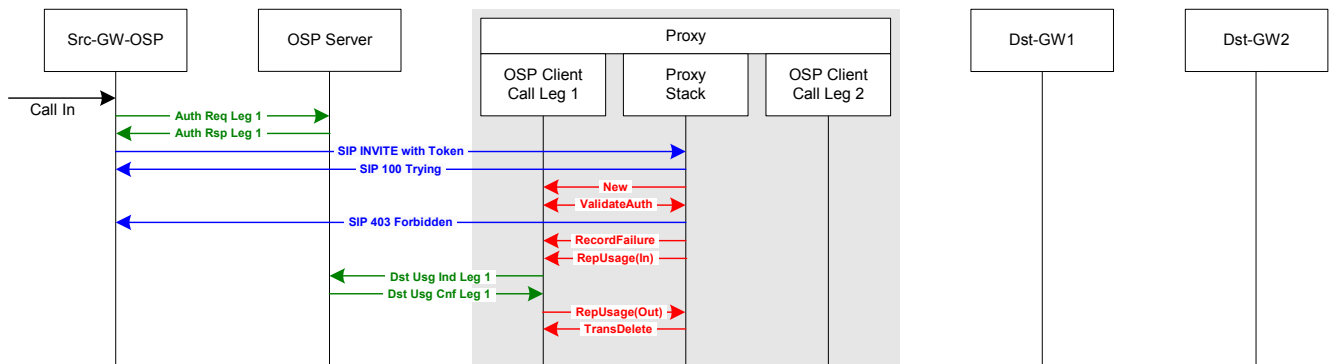 Src-GW-OSP
OSP Server
Proxy
Dst-GW1
Dst-GW2
OSP Client
Call Leg 1
Proxy
Stack
OSP Client
Call Leg 2
Call In
Auth Req Leg 1
Auth Rsp Leg 1
SIP INVITE with Token
SIP 100 Trying
New
ValidateAuth
SIP 403 Forbidden
RecordFailure
RepUsage(In)
Dst Usg Ind Leg 1
Dst Usg Cnf Leg 1
RepUsage(Out)
TransDelete